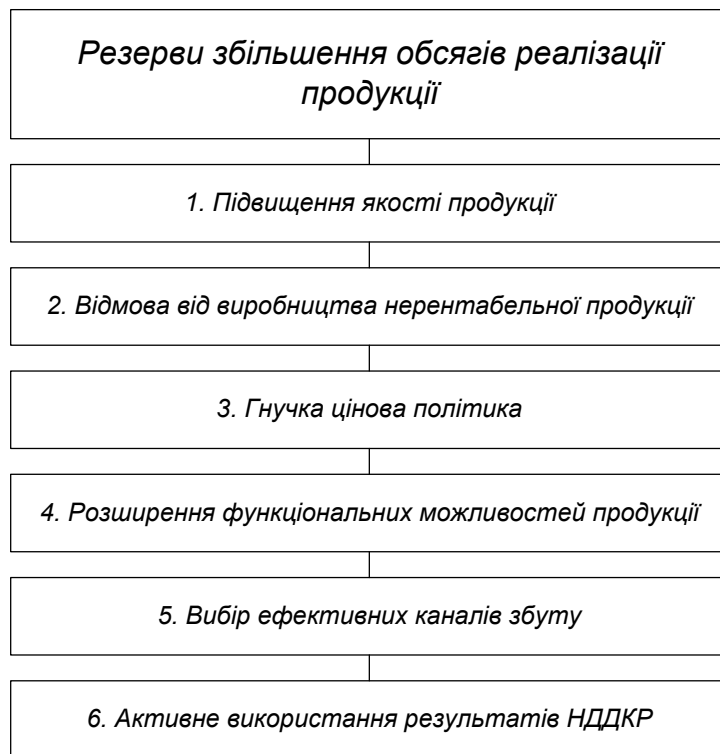 Резерви збільшення обсягів реалізації
продукції
1. Підвищення якості продукції
2. Відмова від виробництва нерентабельної продукції
3. Гнучка цінова політика
4. Розширення функціональних можливостей продукції
5. Вибір ефективних каналів збуту
6. Активне використання результатів НДДКР